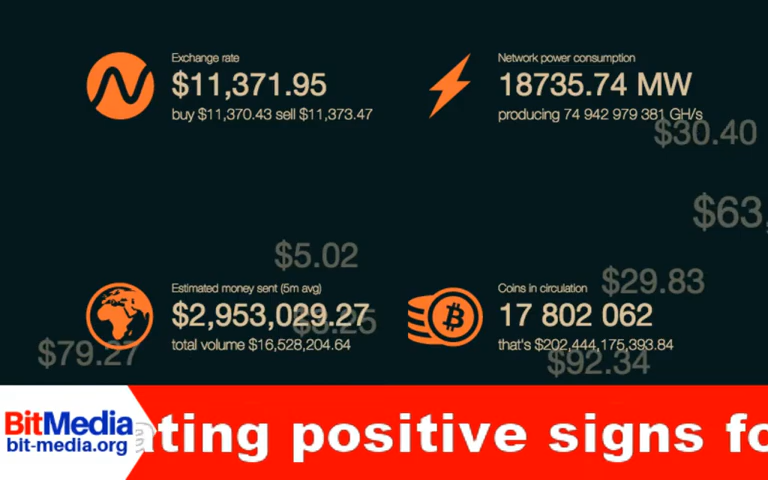 Exchange rate
$11,371.95
buy $11,370.43 sell $11,373.47
Network power consumption
18735.74 MW
producing 74 942 979 381 GH/s
$30.40
$63,
$5.02
$29.83
Estimated money sent (5m avg)
$2,953,029.27
total volume $16,528,204.64
Coins in circulation
17 802 062
that's $202,444,175,393.84
$79.27
$92.34
BitMedia
bit-media.org
ting positive signs fo